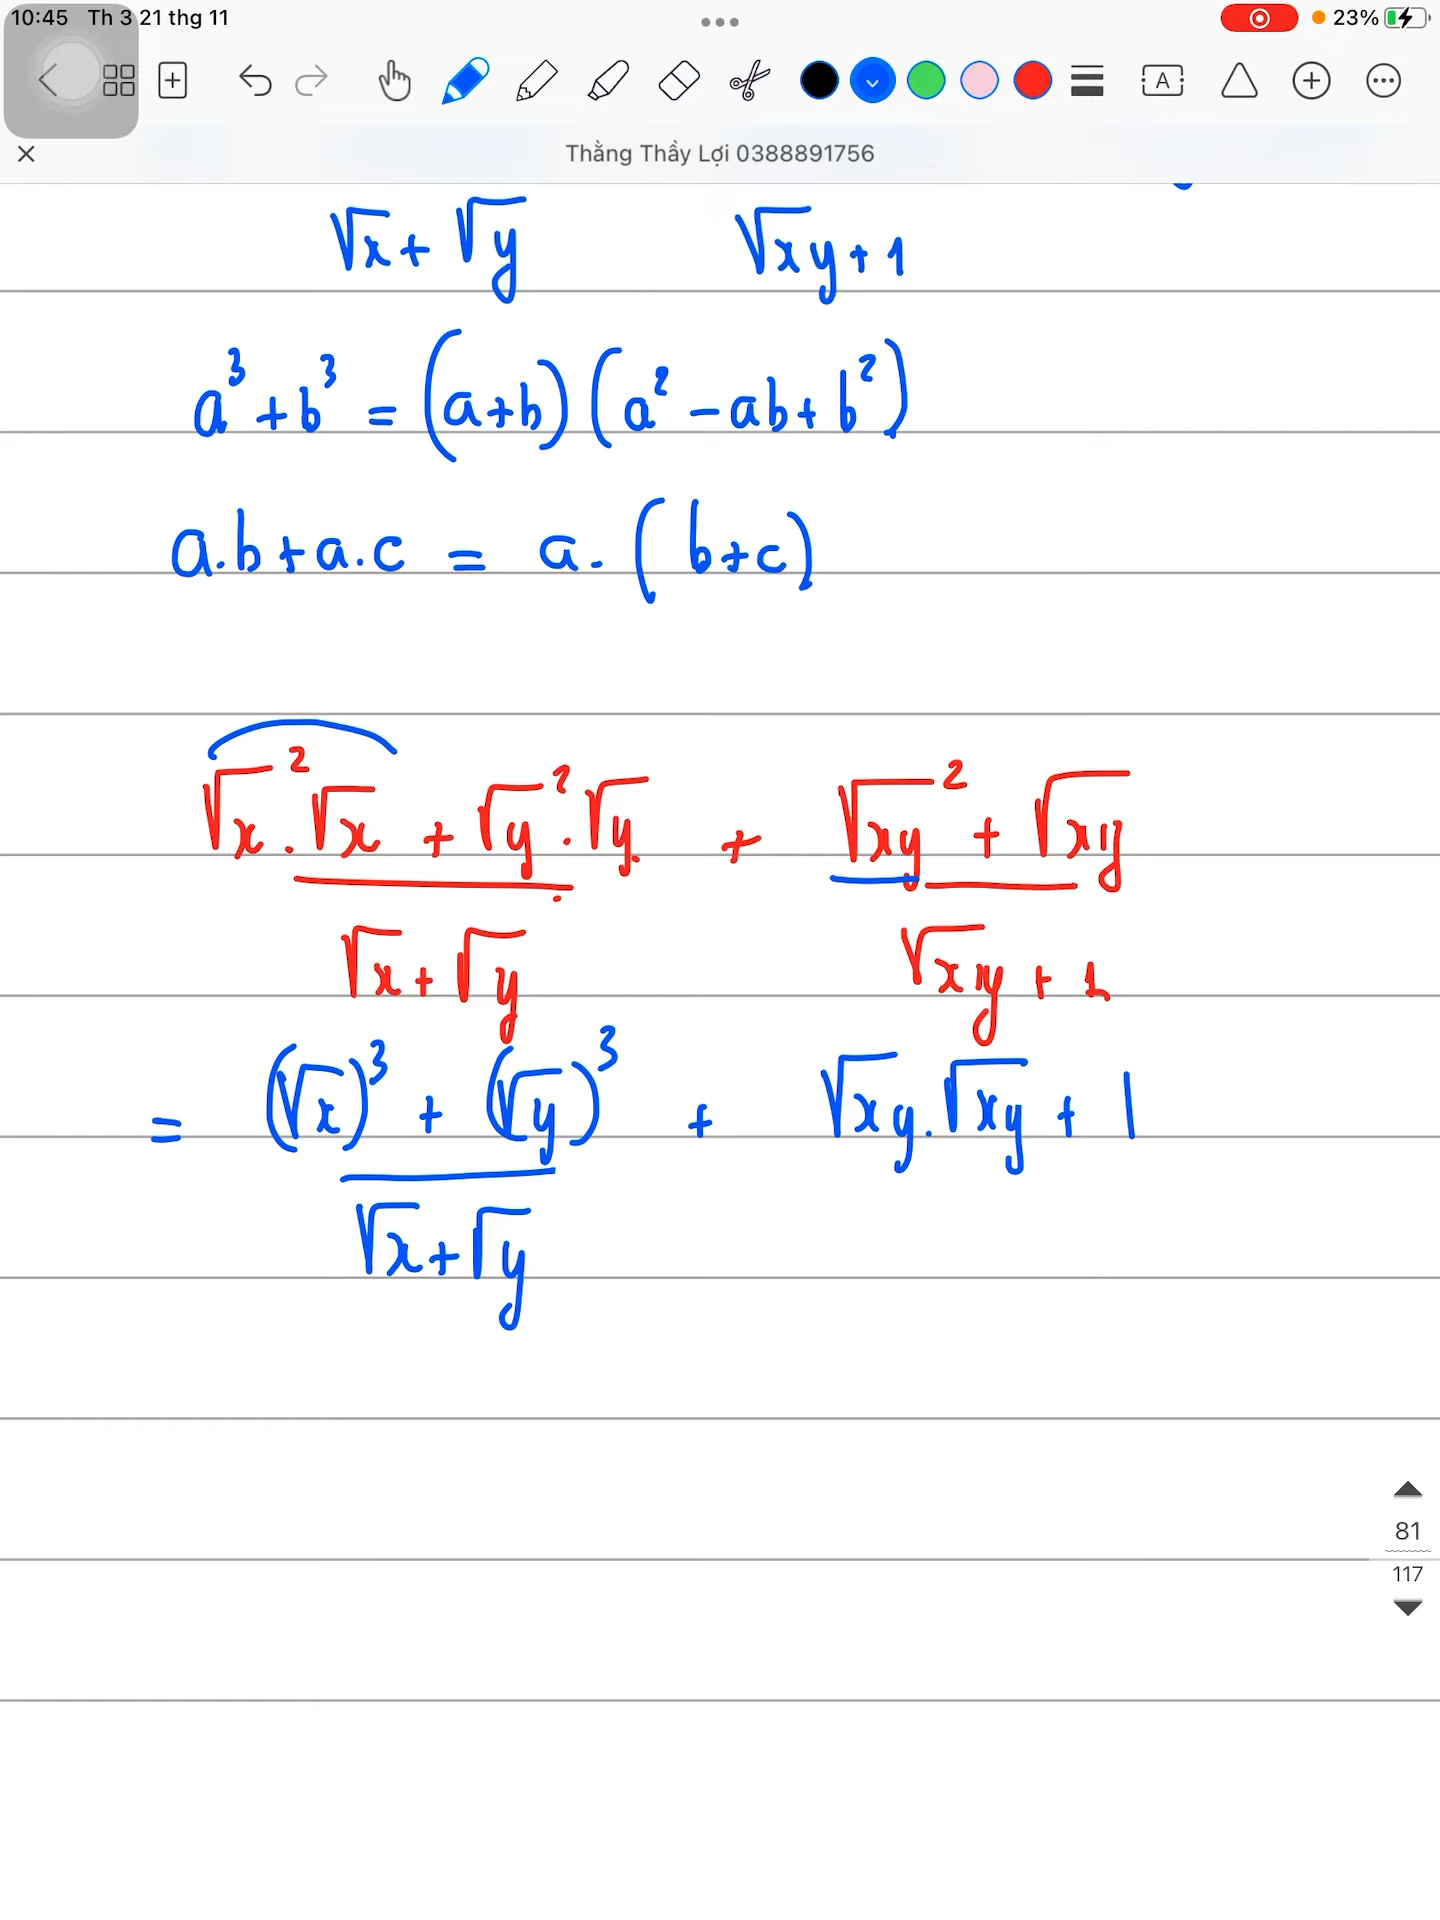 10:45 Th 3 21 thg 11 23%
A
Thằng Thầy Lợi 0388891756
√x + √y √xy + 1
a³ + b³ = (a+b) (a² - ab + b²)
a.b + a.c = a. (b+c)
√x² . √x + √y² . √y + √xy² + √xy
√x + √y √xy + 1
= (√x)³ + (√y)³ + √xy . √xy + 1
√x + √y
81
117